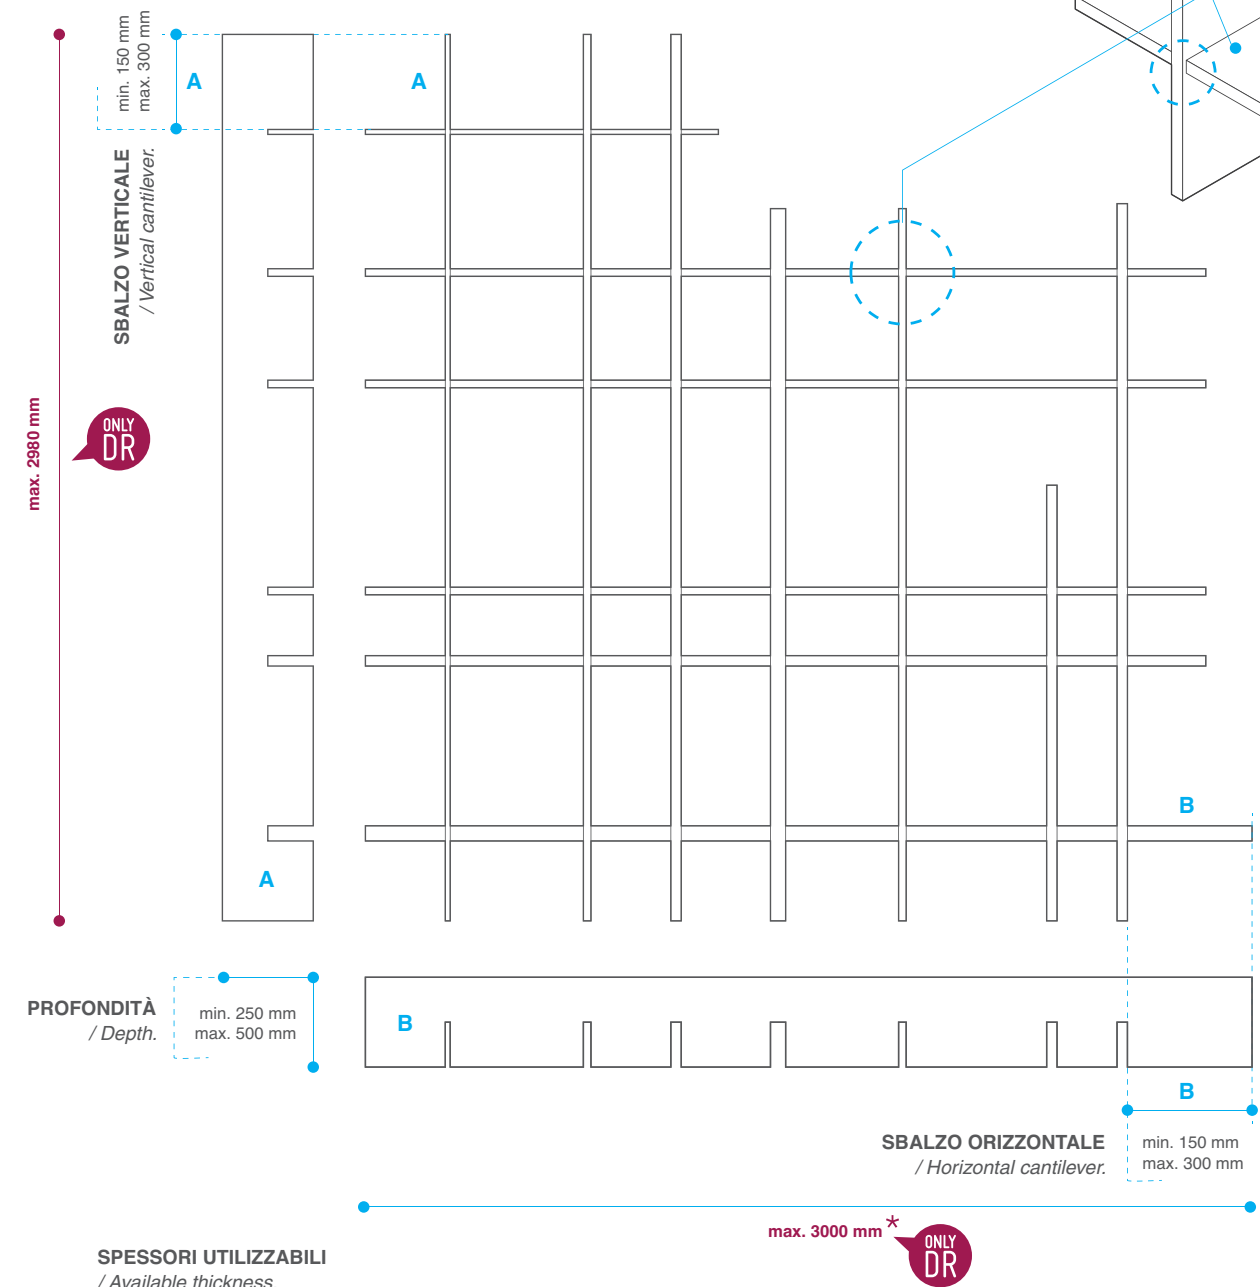 min. 150 mm
max. 300 mm
A
A
SBALZO VERTICALE
/ Vertical cantilever.
max. 2980 mm
ONLY
DR
B
A
PROFONDITÀ
/ Depth.
min. 250 mm
max. 500 mm
B
B
SBALZO ORIZZONTALE
/ Horizontal cantilever.
min. 150 mm
max. 300 mm
max. 3000 mm*
ONLY
DR
SPESSORI UTILIZZABILI
/ Available thickness